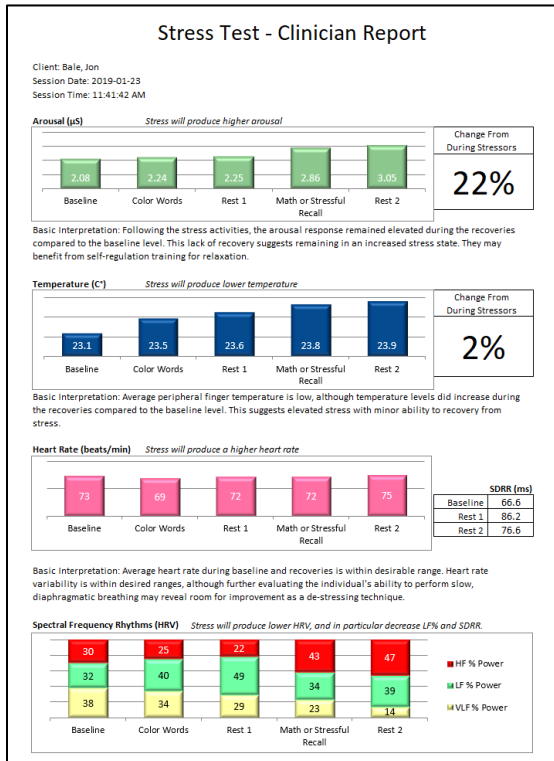 Stress Test - Clinician Report
Client: Bale, Jon
Session Date: 2019-01-23
Session Time: 11:41:42 AM
Arousal (µS) Stress will produce higher arousal
2.08 2.24 2.25 2.86 3.05
Baseline Color Words Rest 1 Math or Stressful Recall Rest 2
Change From
During Stressors
22%
Basic Interpretation: Following the stress activities, the arousal response remained elevated during the recoveries
compared to the baseline level. This lack of recovery suggests remaining in an increased stress state. They may
benefit from self-regulation training for relaxation.
Temperature (C°) Stress will produce lower temperature
23.1 23.5 23.6 23.8 23.9
Baseline Color Words Rest 1 Math or Stressful Recall Rest 2
Change From
During Stressors
2%
Basic Interpretation: Average peripheral finger temperature is low, although temperature levels did increase during
the recoveries compared to the baseline level. This suggests elevated stress with minor ability to recovery from
stress.
Heart Rate (beats/min) Stress will produce a higher heart rate
73 69 72 72 75
Baseline Color Words Rest 1 Math or Stressful Recall Rest 2
SDRR (ms)
Baseline 66.6
Rest 1 86.2
Rest 2 76.6
Basic Interpretation: Average heart rate during baseline and recoveries is within desirable range. Heart rate
variability is within desired ranges, although further evaluating the individual's ability to perform slow,
diaphragmatic breathing may reveal room for improvement as a de-stressing technique.
Spectral Frequency Rhythms (HRV) Stress will produce lower HRV, and in particular decrease LF% and SDRR.
30 25 22 43 47
32 40 49 34 39
38 34 29 23 14
Baseline Color Words Rest 1 Math or Stressful Recall Rest 2
HF % Power
LF % Power
VLF % Power